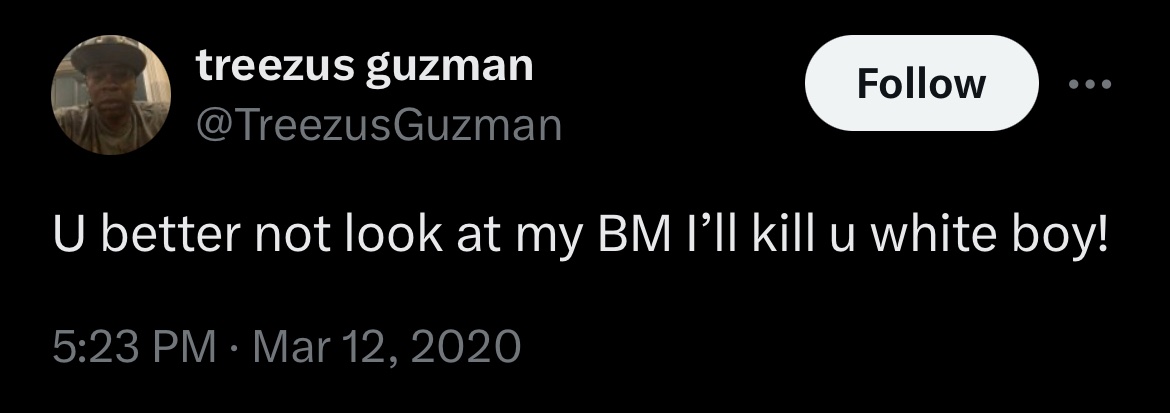 treezus guzman
Follow
@TreezusGuzman
U better not look at my BM I’ll kill u white boy!
5:23 PM · Mar 12, 2020